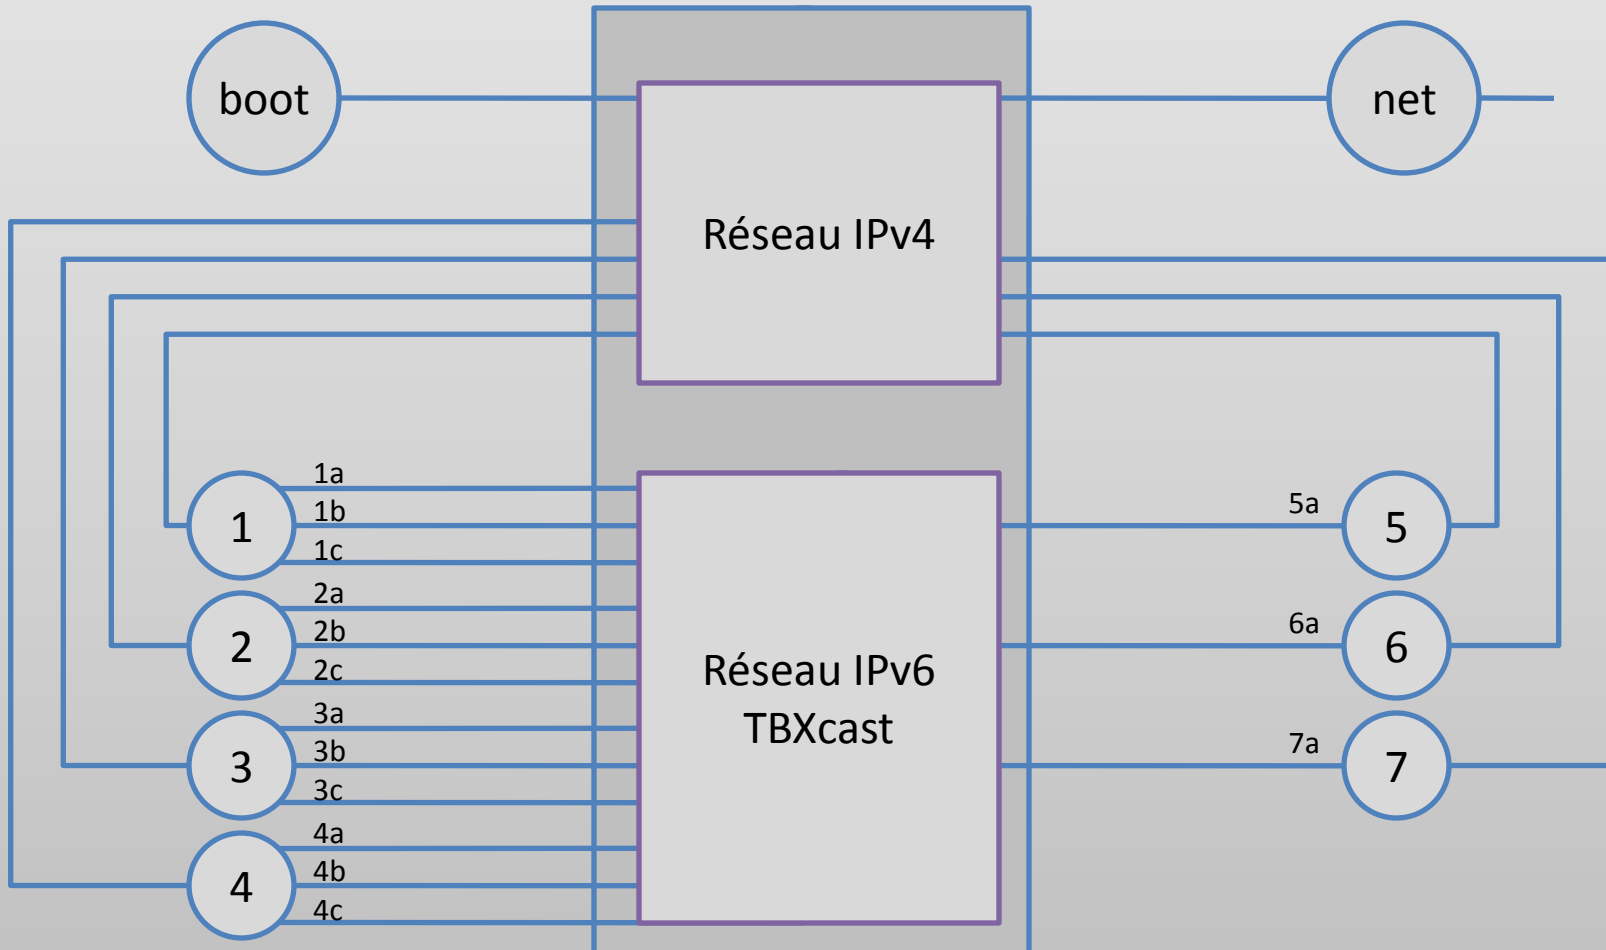 boot
net
Réseau IPv4
1
1a
1b
1c
2
2a
2b
2c
3
3a
3b
3c
4
4a
4b
4c
Réseau IPv6
TBXcast
5a
5
6a
6
7a
7